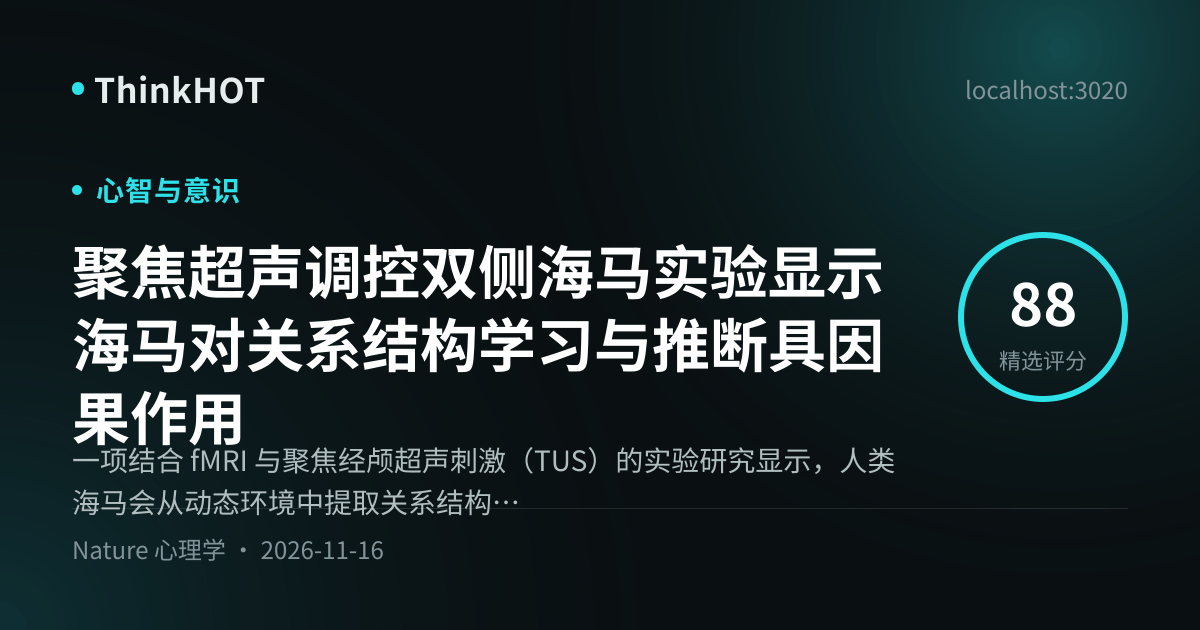 ThinkHOT
localhost:3020
心智与意识
聚焦超声调控双侧海马实验显示
海马对关系结构学习与推断具因
果作用
88
精选评分
一项结合 fMRI 与聚焦经颅超声刺激（TUS）的实验研究显示，人类
海马会从动态环境中提取关系结构…
Nature 心理学 · 2026-11-16